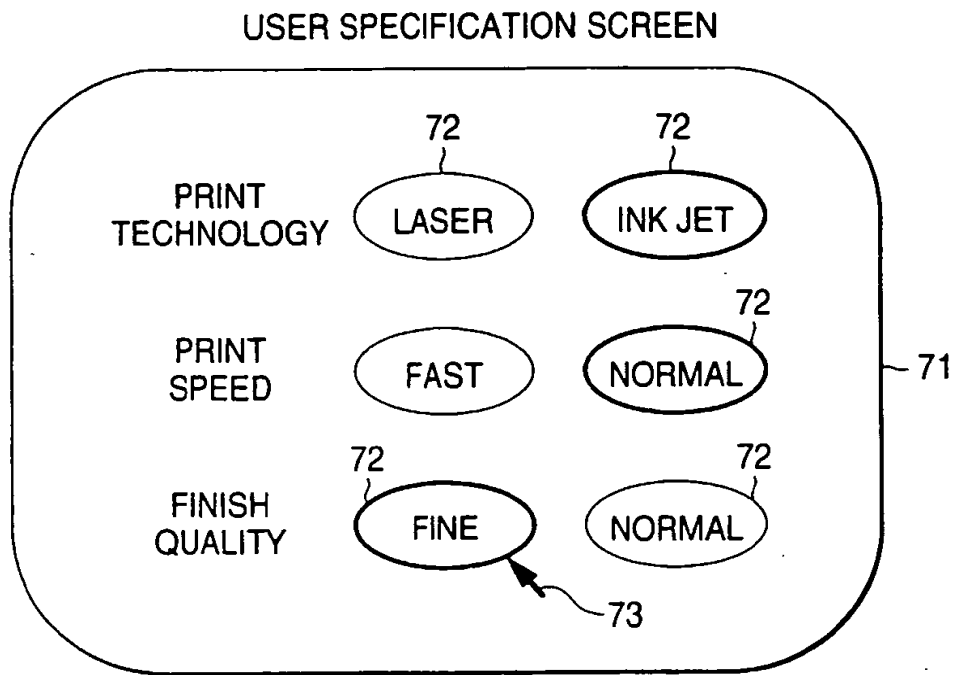 USER SPECIFICATION SCREEN
72 72
PRINT
TECHNOLOGY
LASER INK JET
72
PRINT
SPEED
FAST NORMAL
71
72 72
FINISH
QUALITY
FINE NORMAL
73